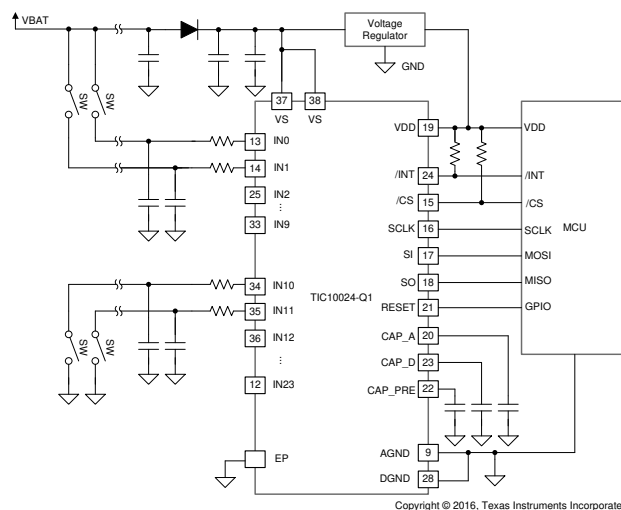 VBAT
Voltage
Regulator
GND
SW
SW
37
38
VS
VS
13 IN0
14 IN1
25 IN2
⋮
33 IN9
34 IN10
35 IN11
36 IN12
⋮
12 IN23
EP
SW
SW
TIC10024-Q1
VDD 19
/INT 24
/CS 15
SCLK 16
SI 17
SO 18
RESET 21
CAP_A 20
CAP_D 23
CAP_PRE 22
AGND 9
DGND 28
VDD
/INT
/CS
SCLK
MOSI
MISO
GPIO
MCU
Copyright © 2016, Texas Instruments Incorporate